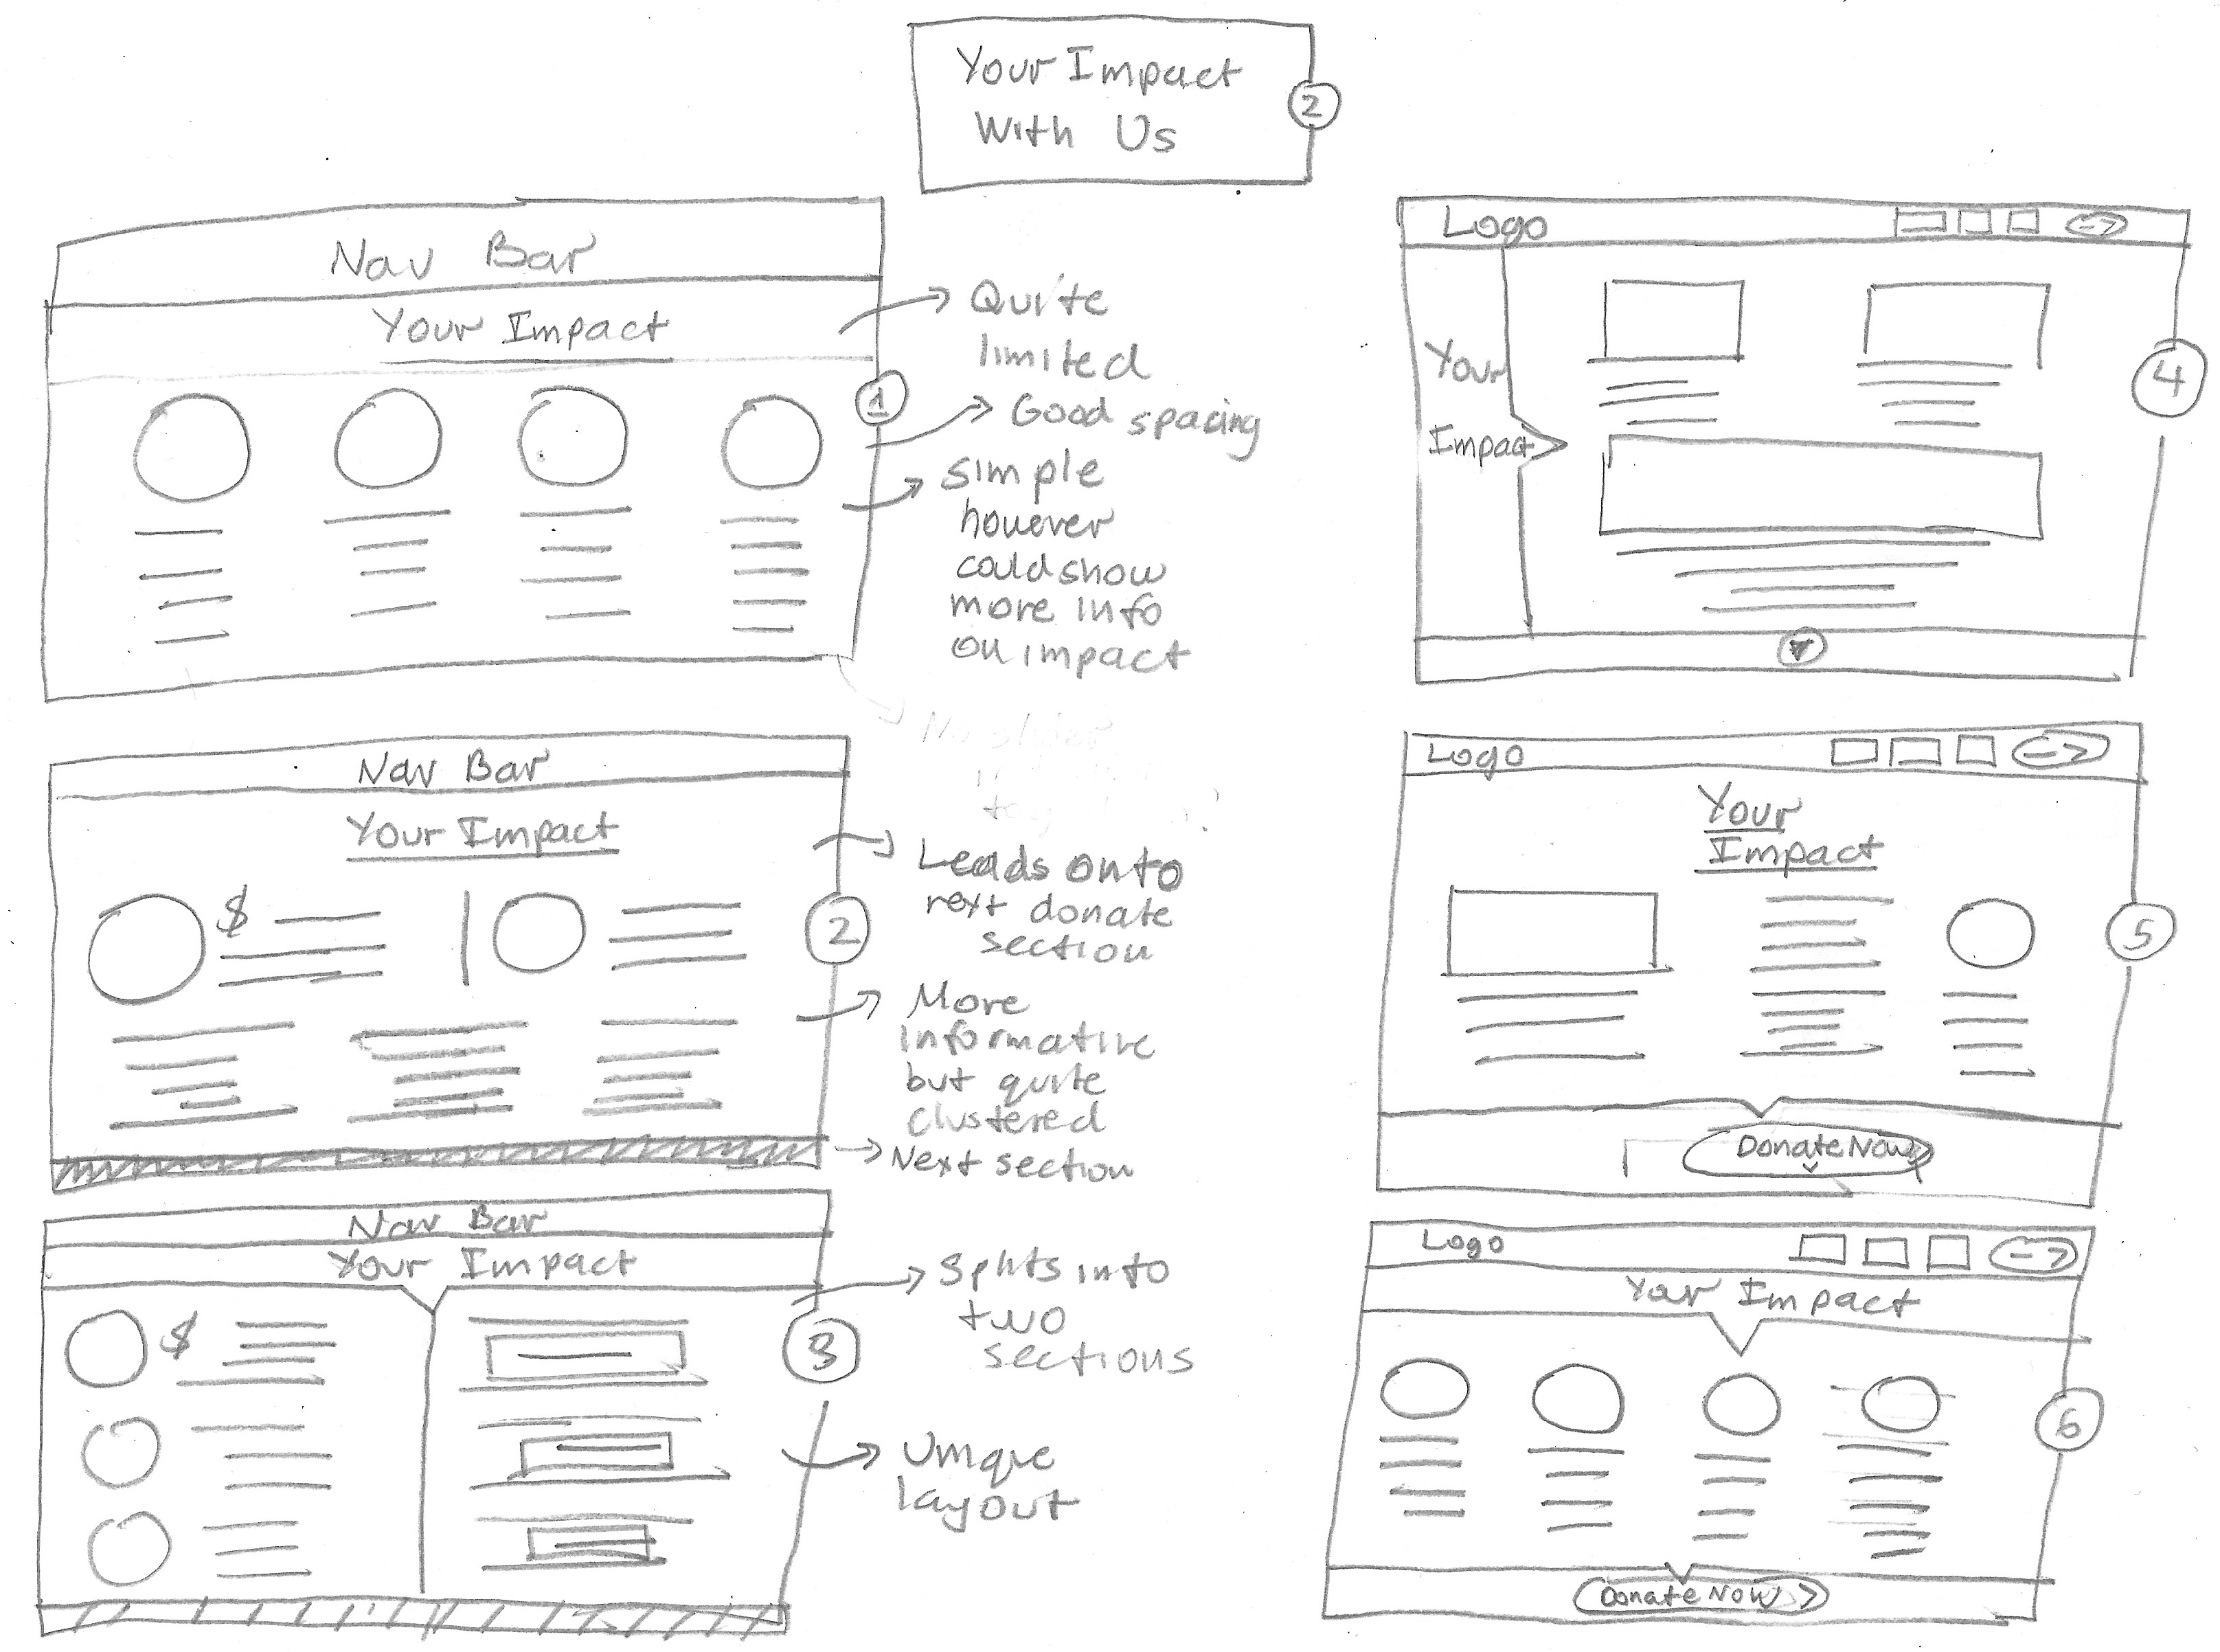 Your Impact
With Us
2
Nav Bar
Your Impact
1
Quite
limited
Good spacing
Simple
however
could show
more info
on impact
Nav Bar
Your Impact
$
2
Leads onto
next donate
section
More
informative
but quite
clustered
Next section
Nav Bar
Your Impact
$
3
Splits into
two
sections
Unique
layout
Logo
Your
Impact
4
Logo
Your
Impact
5
Donate Now
Logo
Your Impact
6
Donate Now